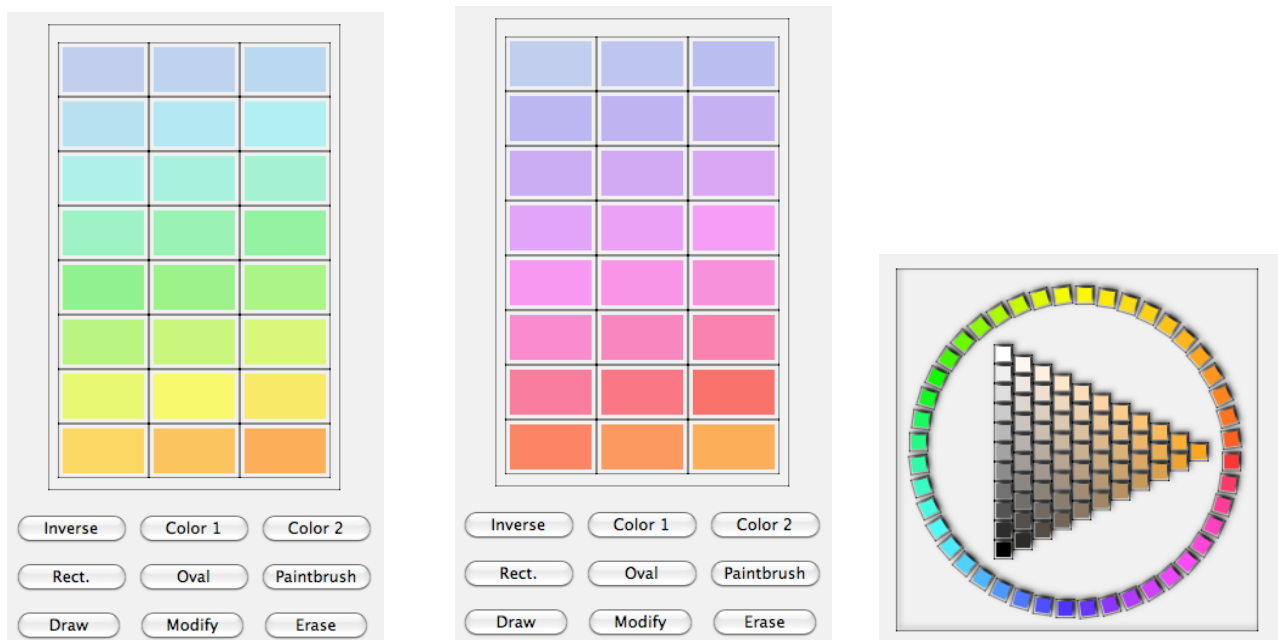 Inverse Color 1 Color 2
Rect. Oval Paintbrush
Draw Modify Erase
Inverse Color 1 Color 2
Rect. Oval Paintbrush
Draw Modify Erase